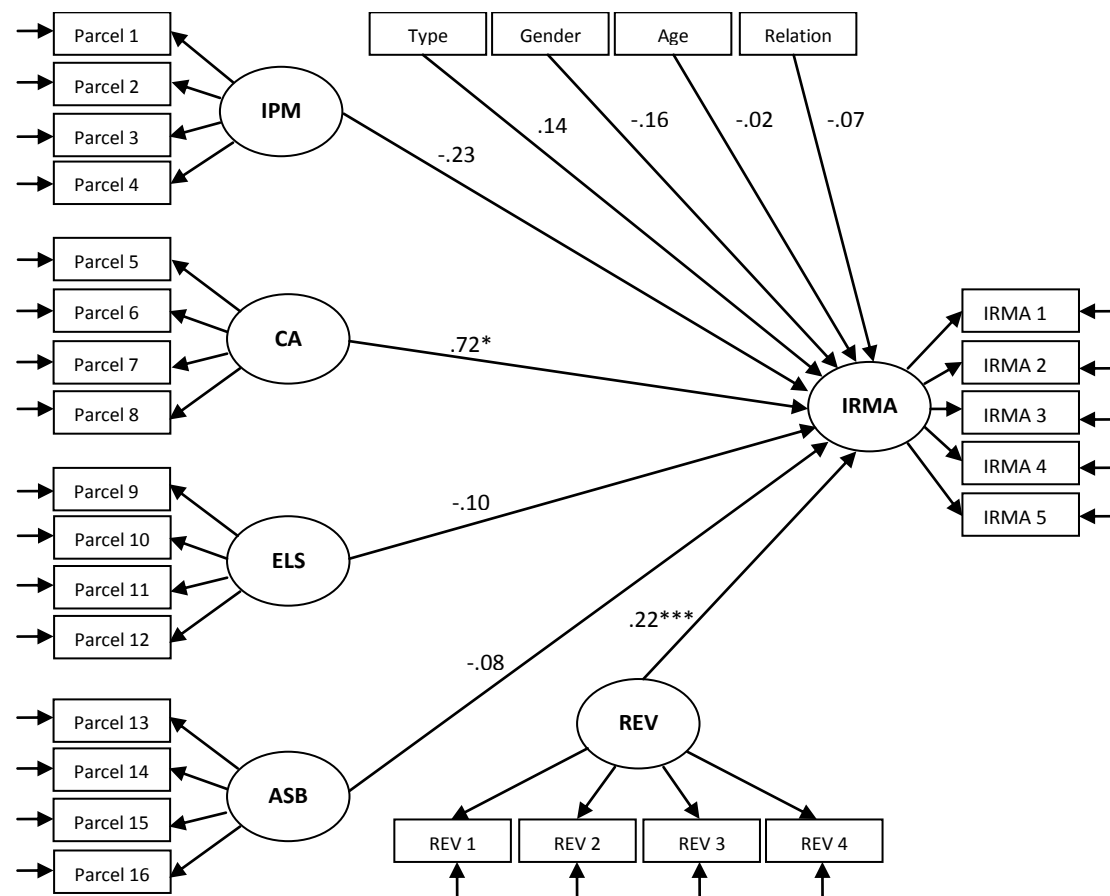 Parcel 1
Parcel 2
Parcel 3
Parcel 4
IPM
Type
Gender
Age
Relation
.14
-.16
-.02
-.07
-.23
Parcel 5
Parcel 6
Parcel 7
Parcel 8
CA
.72*
IRMA
IRMA 1
IRMA 2
IRMA 3
IRMA 4
IRMA 5
Parcel 9
Parcel 10
Parcel 11
Parcel 12
ELS
-.10
Parcel 13
Parcel 14
Parcel 15
Parcel 16
ASB
-.08
.22***
REV
REV 1
REV 2
REV 3
REV 4